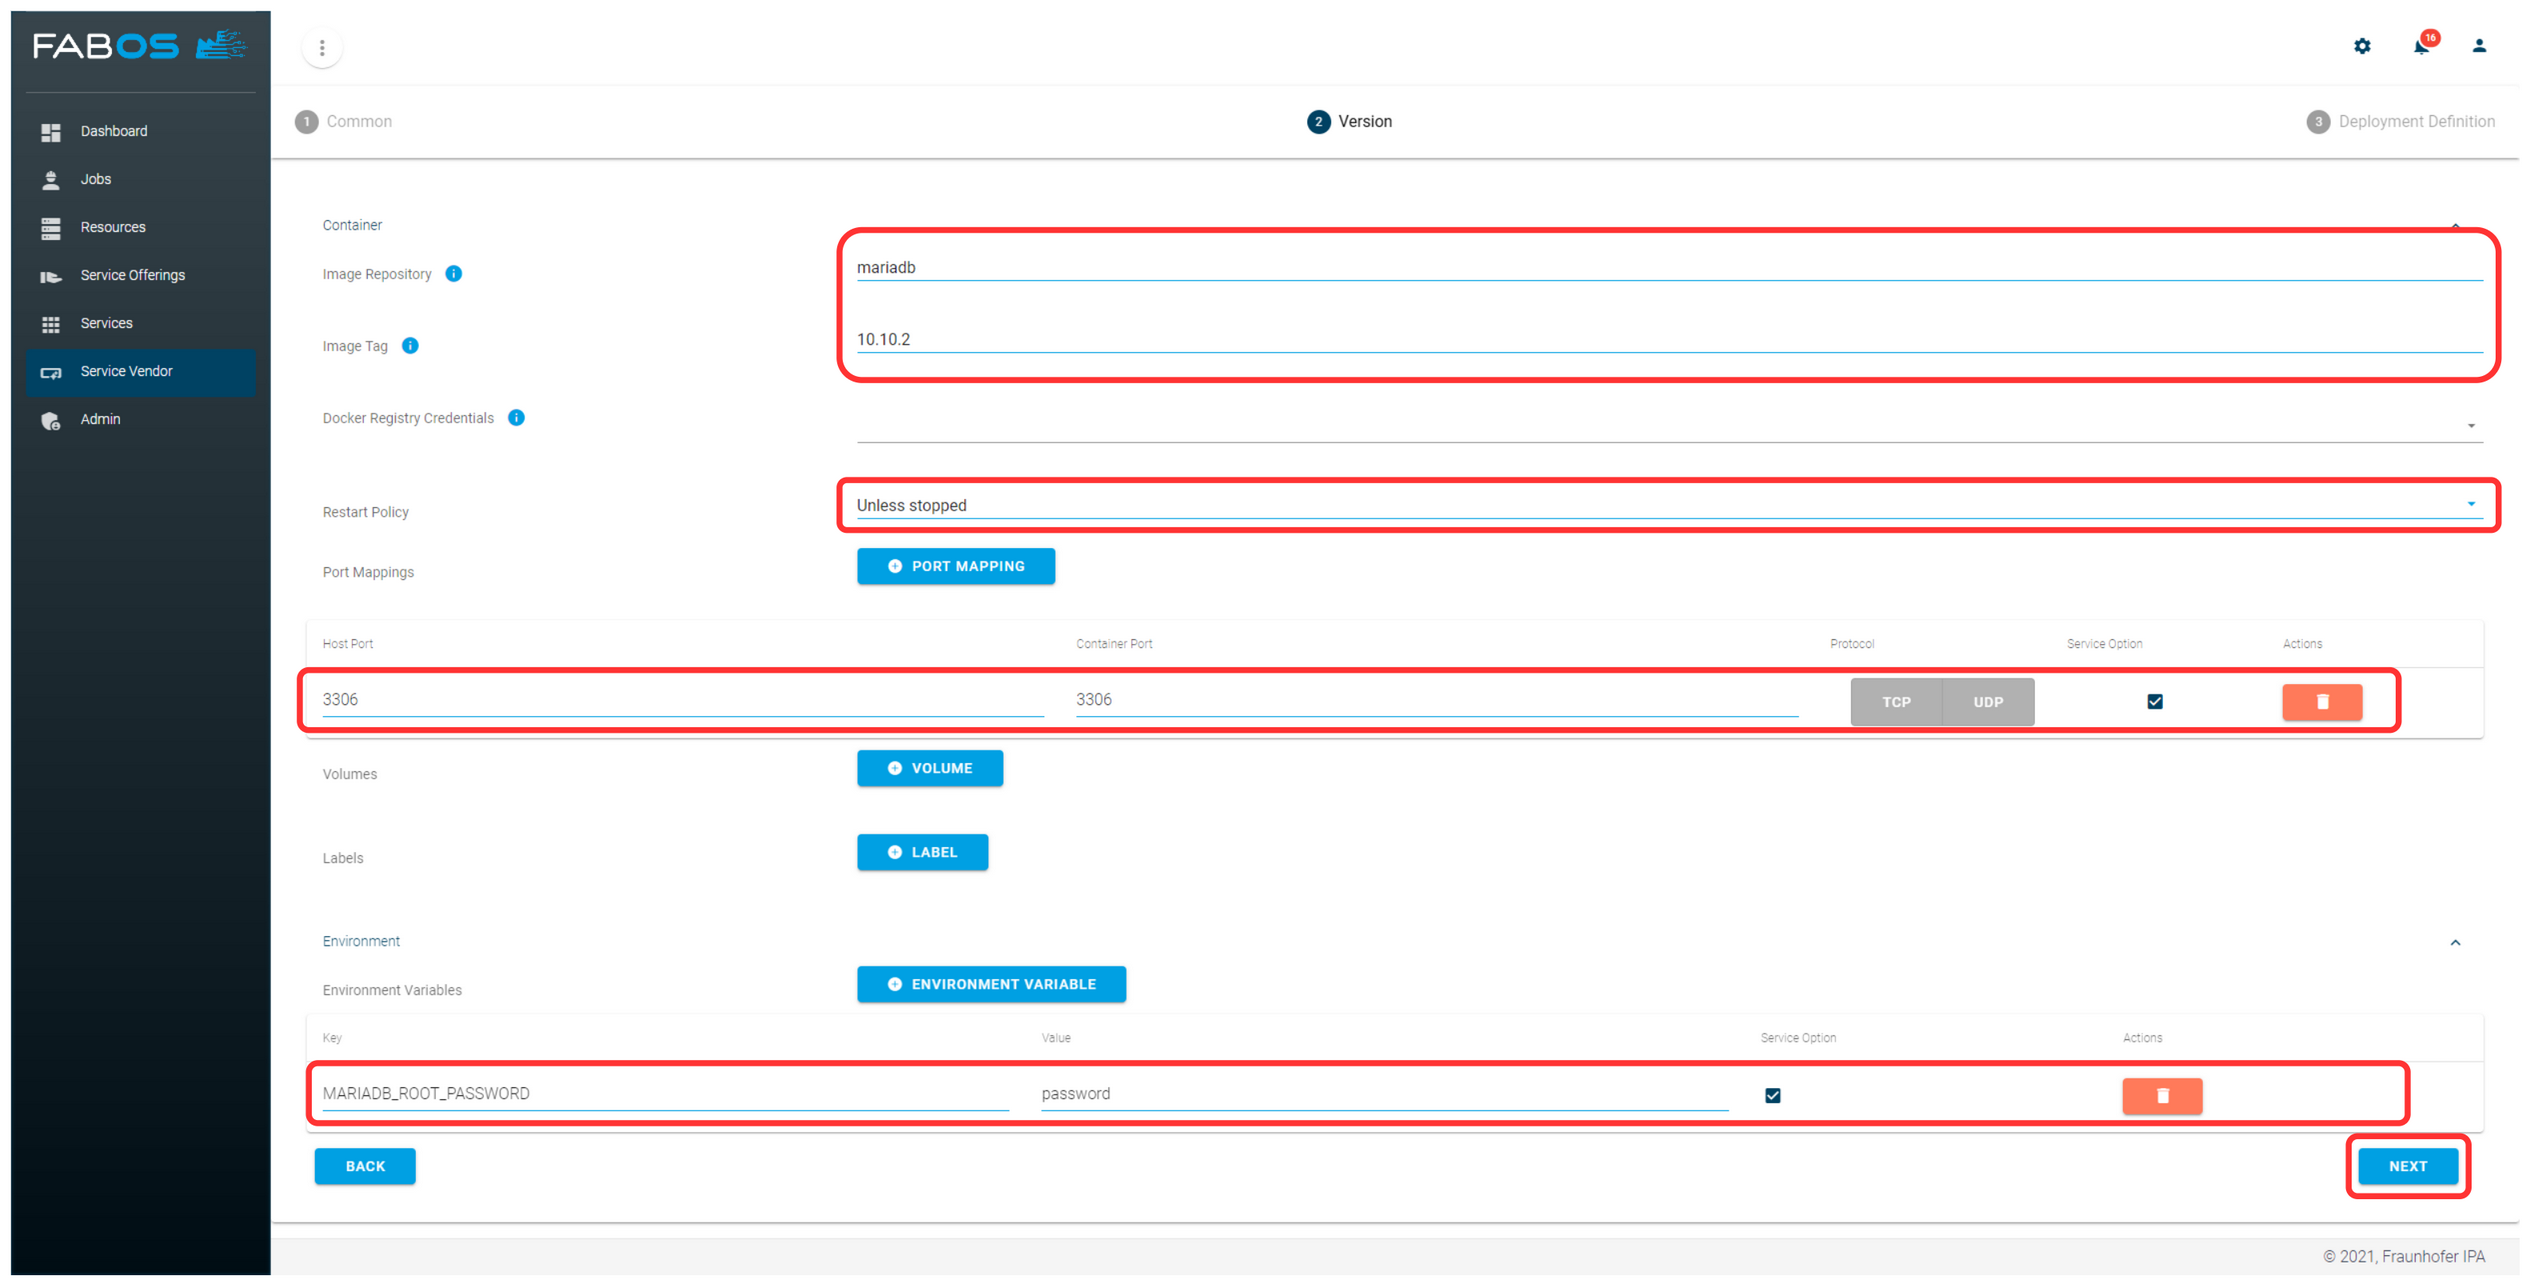 FABOS
16
1 Common
2 Version
3 Deployment Definition
Dashboard
Jobs
Resources
Service Offerings
Services
Service Vendor
Admin
Container
Image Repository i mariadb
Image Tag i 10.10.2
Docker Registry Credentials i
Restart Policy Unless stopped
Port Mappings PORT MAPPING
Host Port Container Port Protocol Service Option Actions
3306 3306 TCP UDP
Volumes VOLUME
Labels LABEL
Environment
Environment Variables ENVIRONMENT VARIABLE
Key Value Service Option Actions
MARIADB_ROOT_PASSWORD password
BACK NEXT
© 2021, Fraunhofer IPA